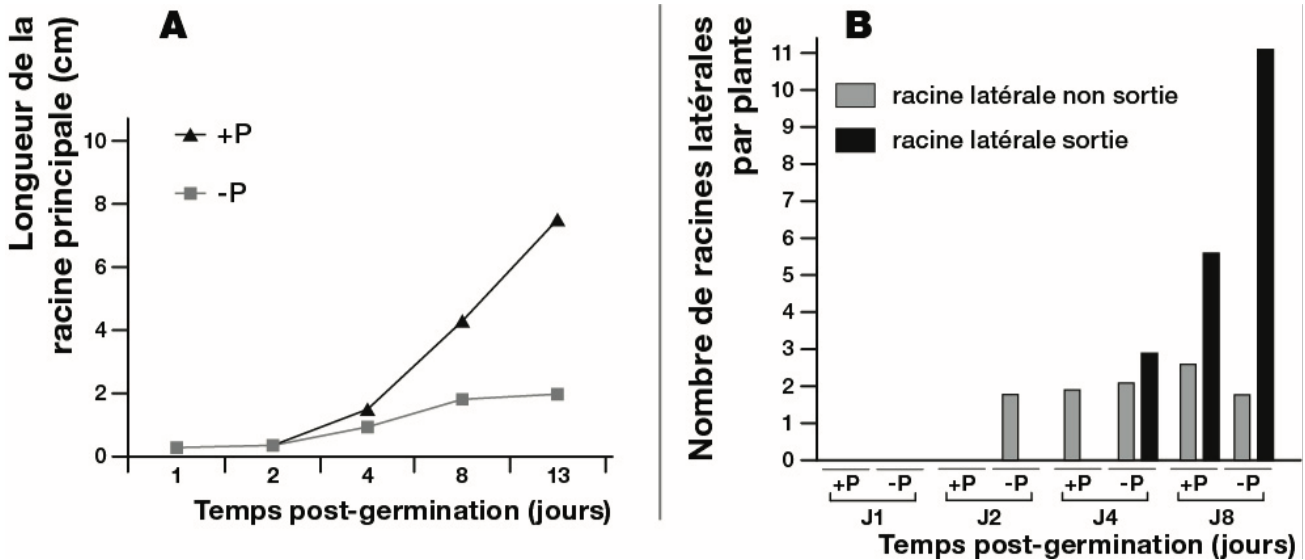 A
Longueur de la
racine principale (cm)
10
8
6
4
2
0
+P
-P
1 2 4 8 13
Temps post-germination (jours)
B
Nombre de racines latérales
par plante
11
10
9
8
7
6
5
4
3
2
1
0
racine latérale non sortie
racine latérale sortie
+P -P +P -P +P -P +P -P
J1 J2 J4 J8
Temps post-germination (jours)